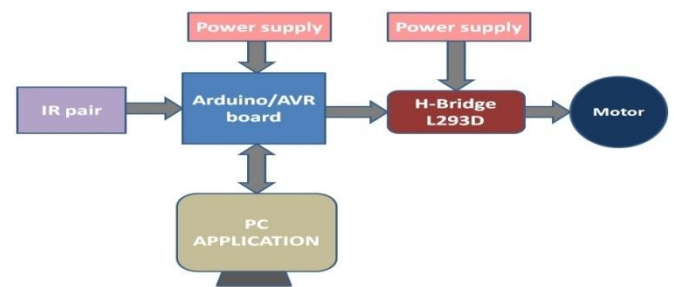 Power supply
Power supply
IR pair
Arduino/AVR
board
H-Bridge
L293D
Motor
PC
APPLICATION